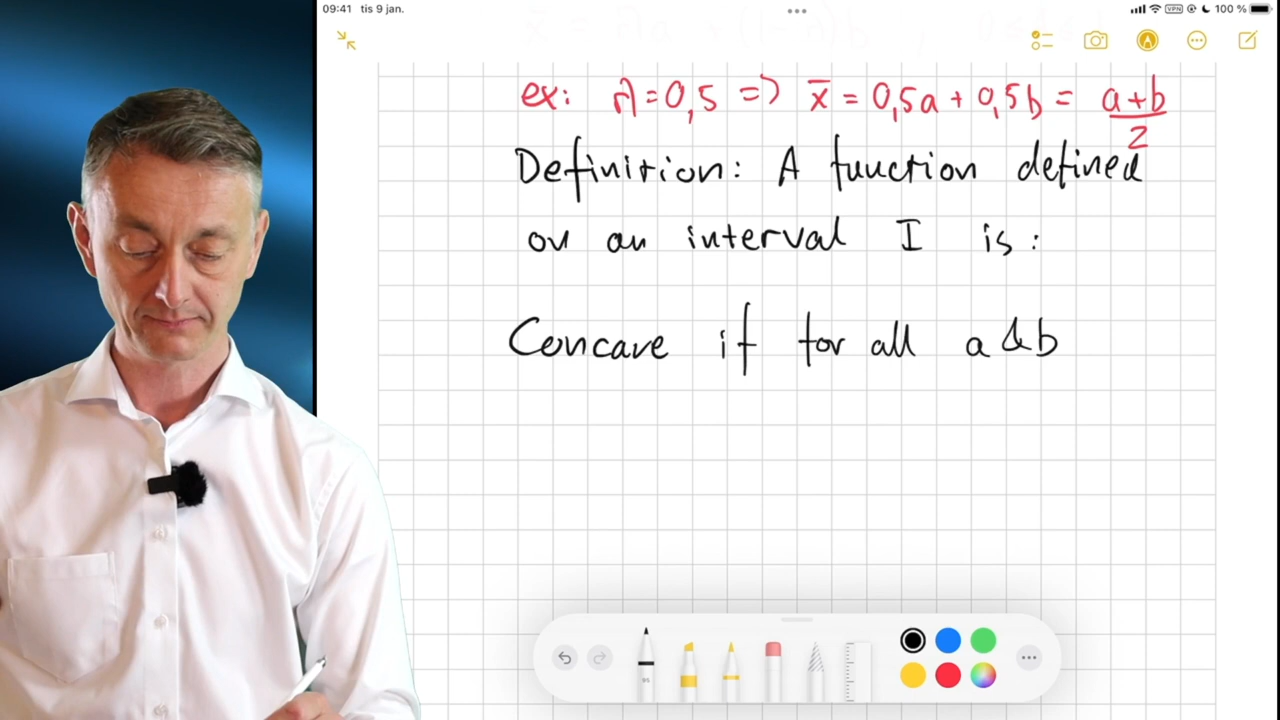 09:41 tis 9 jan.
VPN
100 %
ex: λ = 0,5 => x̄ = 0,5a + 0,5b = a+b/2
Definition: A function defined
on an interval I is:
Concave if for all a & b